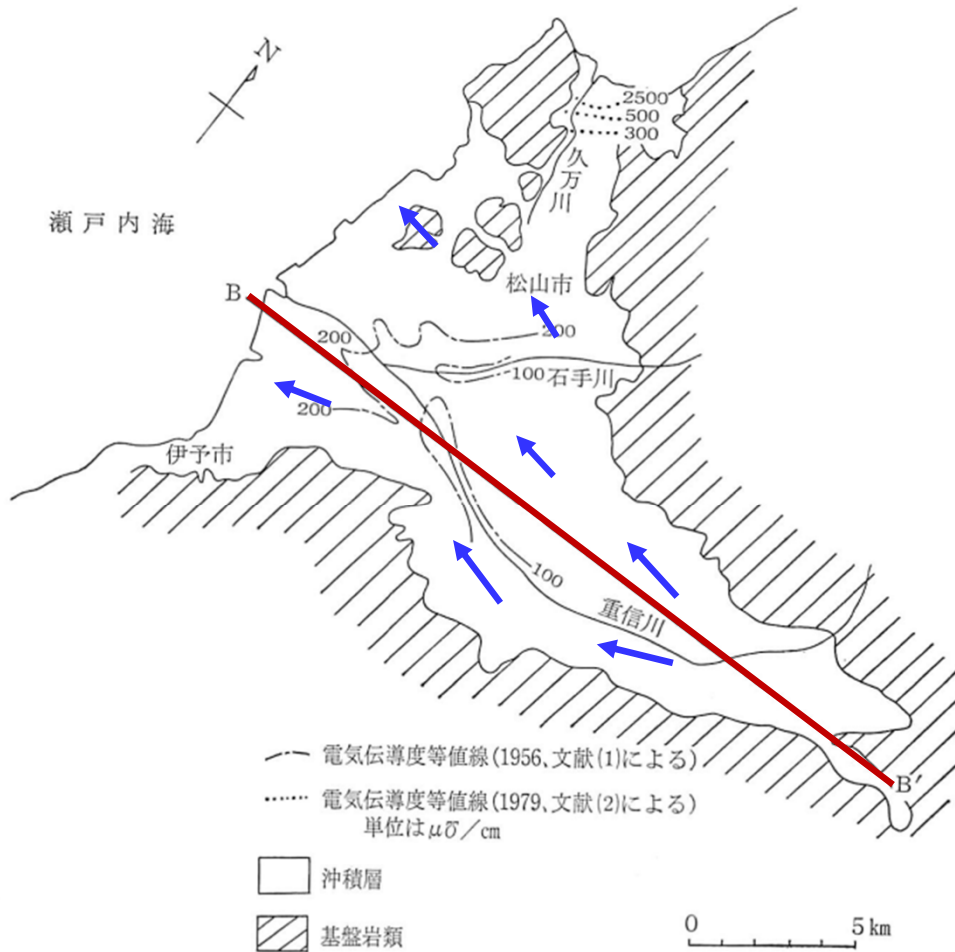 N
2500
500
300
久万川
瀬戸内海
松山市
B
200
200
100
石手川
200
伊予市
100
重信川
B′
電気伝導度等値線(1956、文献(1)による)
電気伝導度等値線(1979、文献(2)による)
単位はμ℧/cm
沖積層
基盤岩類
0 5km